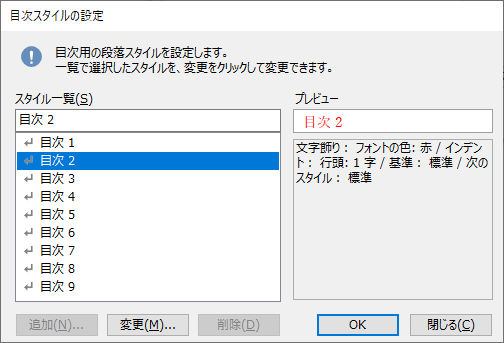 目次スタイルの設定
目次用の段落スタイルを設定します。
一覧で選択したスタイルを、変更をクリックして変更できます。
スタイル一覧(S)
目次 2
目次 1
目次 2
目次 3
目次 4
目次 5
目次 6
目次 7
目次 8
目次 9
プレビュー
目次 2
文字飾り： フォントの色: 赤 / インデン
ト： 行頭: 1 字 / 基準： 標準 / 次の
スタイル： 標準
追加(N)...
変更(M)...
削除(D)
OK
閉じる(C)